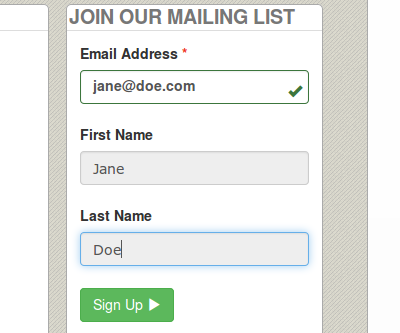 JOIN OUR MAILING LIST
Email Address *
jane@doe.com
First Name
Jane
Last Name
Doe
Sign Up